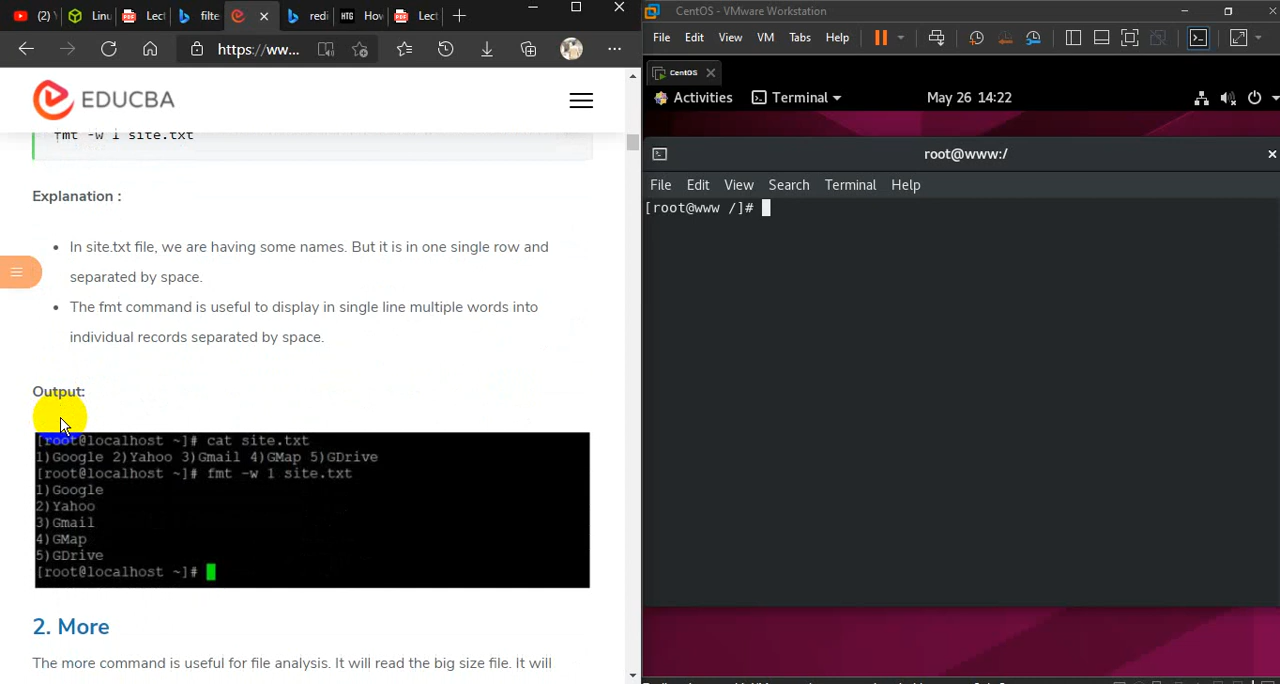 (2) Linu Lect filte redi HTG How Lect
https://ww...
EDUCBA
fmt -w 1 site.txt
Explanation :
• In site.txt file, we are having some names. But it is in one single row and
separated by space.
• The fmt command is useful to display in single line multiple words into
individual records separated by space.
Output:
[root@localhost ~]# cat site.txt
1)Google 2)Yahoo 3)Gmail 4)GMap 5)GDrive
[root@localhost ~]# fmt -w 1 site.txt
1)Google
2)Yahoo
3)Gmail
4)GMap
5)GDrive
[root@localhost ~]#
2. More
The more command is useful for file analysis. It will read the big size file. It will
CentOS - VMware Workstation
File Edit View VM Tabs Help
CentOS
Activities Terminal May 26 14:22
root@www:/
File Edit View Search Terminal Help
[root@www /]#